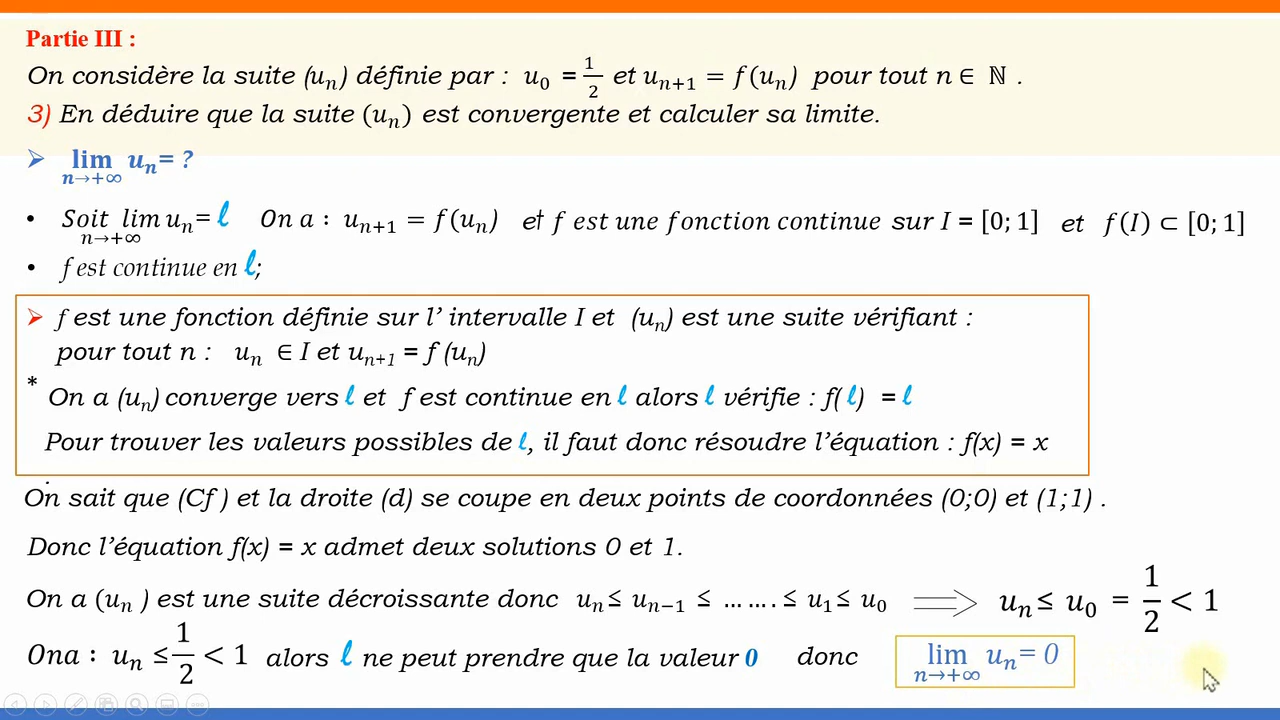 Partie III :
On considère la suite (uₙ) définie par : u₀ = 1/2 et uₙ₊₁ = f(uₙ) pour tout n ∈ ℕ .
3) En déduire que la suite (uₙ) est convergente et calculer sa limite.
➢ lim n→+∞ uₙ= ?
• Soit lim n→+∞ uₙ= ℓ On a : uₙ₊₁ = f(uₙ) et f est une fonction continue sur I = [0; 1] et f(I) ⊂ [0; 1]
• f est continue en ℓ;
➢ f est une fonction définie sur l’ intervalle I et (uₙ) est une suite vérifiant :
pour tout n : uₙ ∈ I et uₙ₊₁ = f (uₙ)
* On a (uₙ) converge vers ℓ et f est continue en ℓ alors ℓ vérifie : f( ℓ) = ℓ
Pour trouver les valeurs possibles de ℓ, il faut donc résoudre l’équation : f(x) = x
.
On sait que (Cf ) et la droite (d) se coupe en deux points de coordonnées (0;0) et (1;1) .
Donc l’équation f(x) = x admet deux solutions 0 et 1.
On a (uₙ ) est une suite décroissante donc uₙ ≤ uₙ₋₁ ≤ … … . ≤ u₁ ≤ u₀ ⟹ uₙ ≤ u₀ = 1/2 < 1
Ona : uₙ ≤ 1/2 < 1 alors ℓ ne peut prendre que la valeur 0 donc lim n→+∞ uₙ= 0